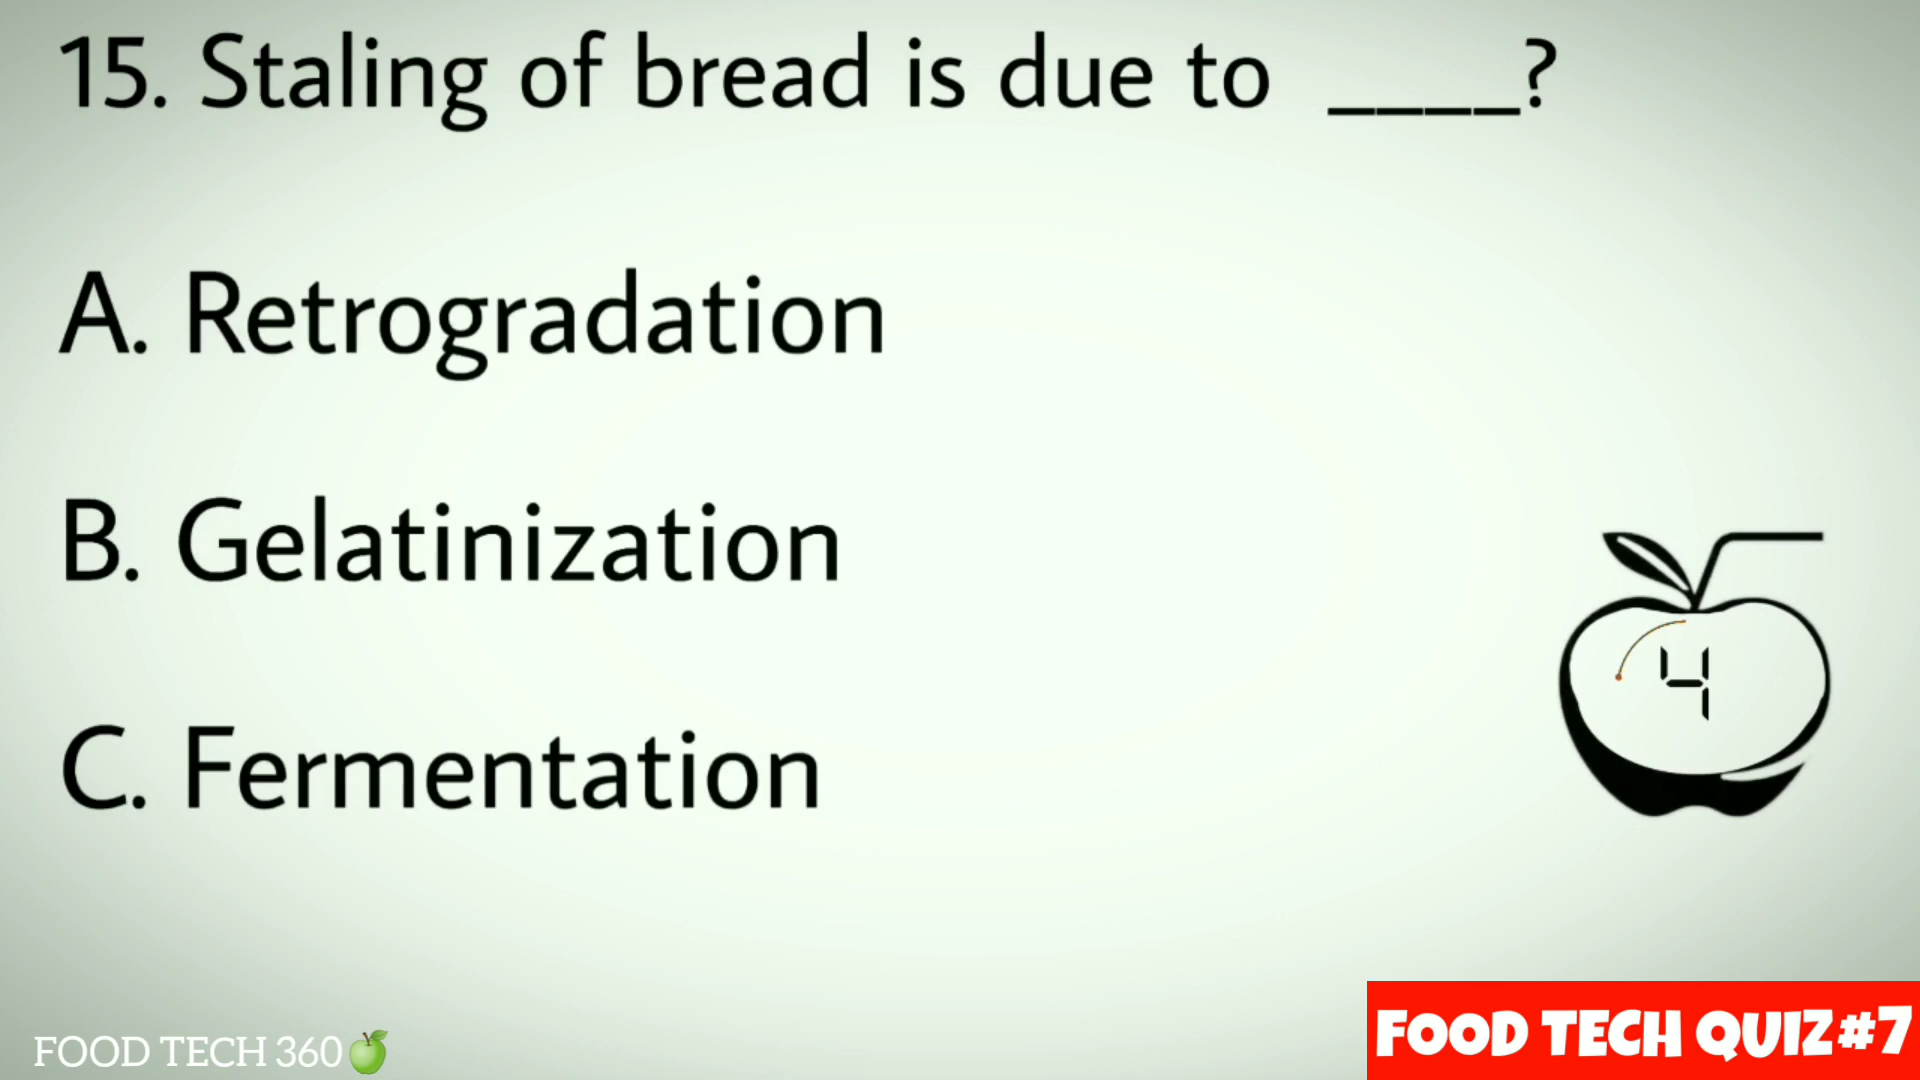 15. Staling of bread is due to ____?
A. Retrogradation
B. Gelatinization
4
C. Fermentation
FOOD TECH 360
FOOD TECH QUIZ#7